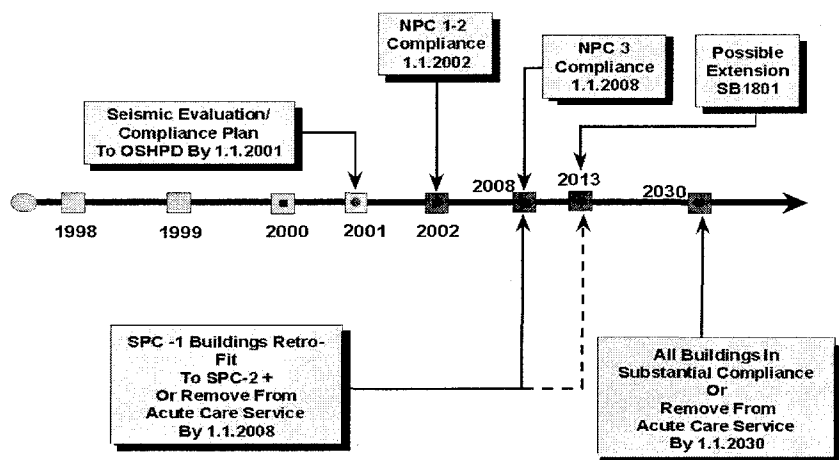 NPC 1-2
Compliance
1.1.2002
NPC 3
Compliance
1.1.2008
Possible
Extension
SB1801
Seismic Evaluation/
Compliance Plan
To OSHPD By 1.1.2001
2008
2013
2030
1998
1999
2000
2001
2002
SPC -1 Buildings Retro-
Fit
To SPC-2 +
Or Remove From
Acute Care Service
By 1.1.2008
All Buildings In
Substantial Compliance
Or
Remove From
Acute Care Service
By 1.1.2030